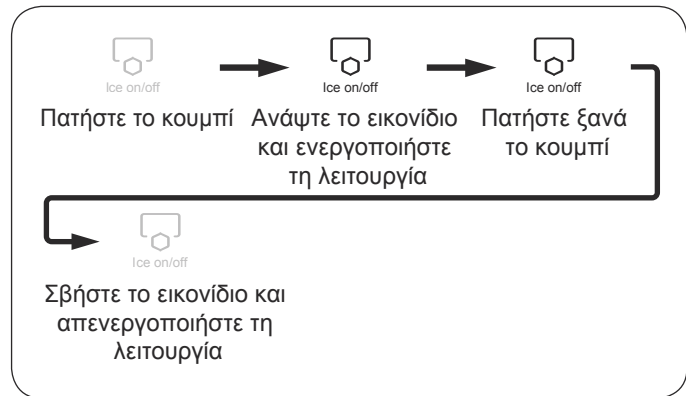 Ice on/off
Ice on/off
Ice on/off
Πατήστε το κουμπί
Ανάψτε το εικονίδιο
και ενεργοποιήστε
τη λειτουργία
Πατήστε ξανά
το κουμπί
Ice on/off
Σβήστε το εικονίδιο και
απενεργοποιήστε τη
λειτουργία